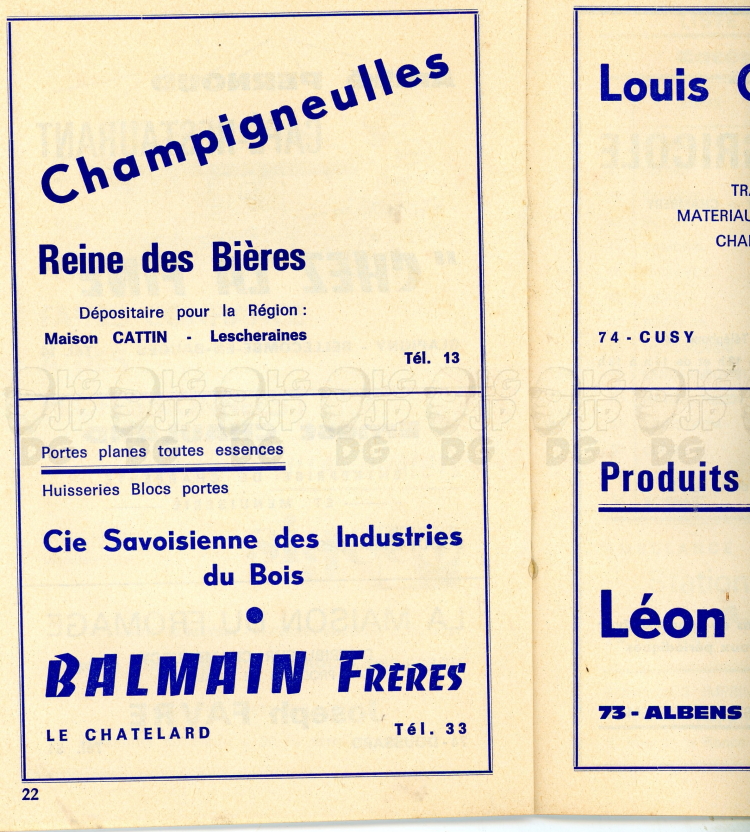 Champigneulles
Reine des Bières
Dépositaire pour la Région :
Maison CATTIN - Lescheraines
Tél. 13
Portes planes toutes essences
Huisseries Blocs portes
Cie Savoisienne des Industries
du Bois
BALMAIN FRERES
LE CHATELARD Tél. 33
22
Louis
74 - CUSY
Produits
Léon
73 - ALBENS
LGJP
DG